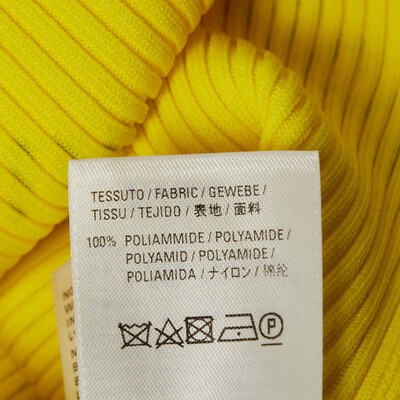 TESSUTO / FABRIC / GEWEBE /
TISSU / TEJIDO / 表地 / 面料
100% POLIAMMIDE / POLYAMIDE /
POLYAMID / POLYAMIDE /
POLIAMIDA / ナイロン / 锦纶
P